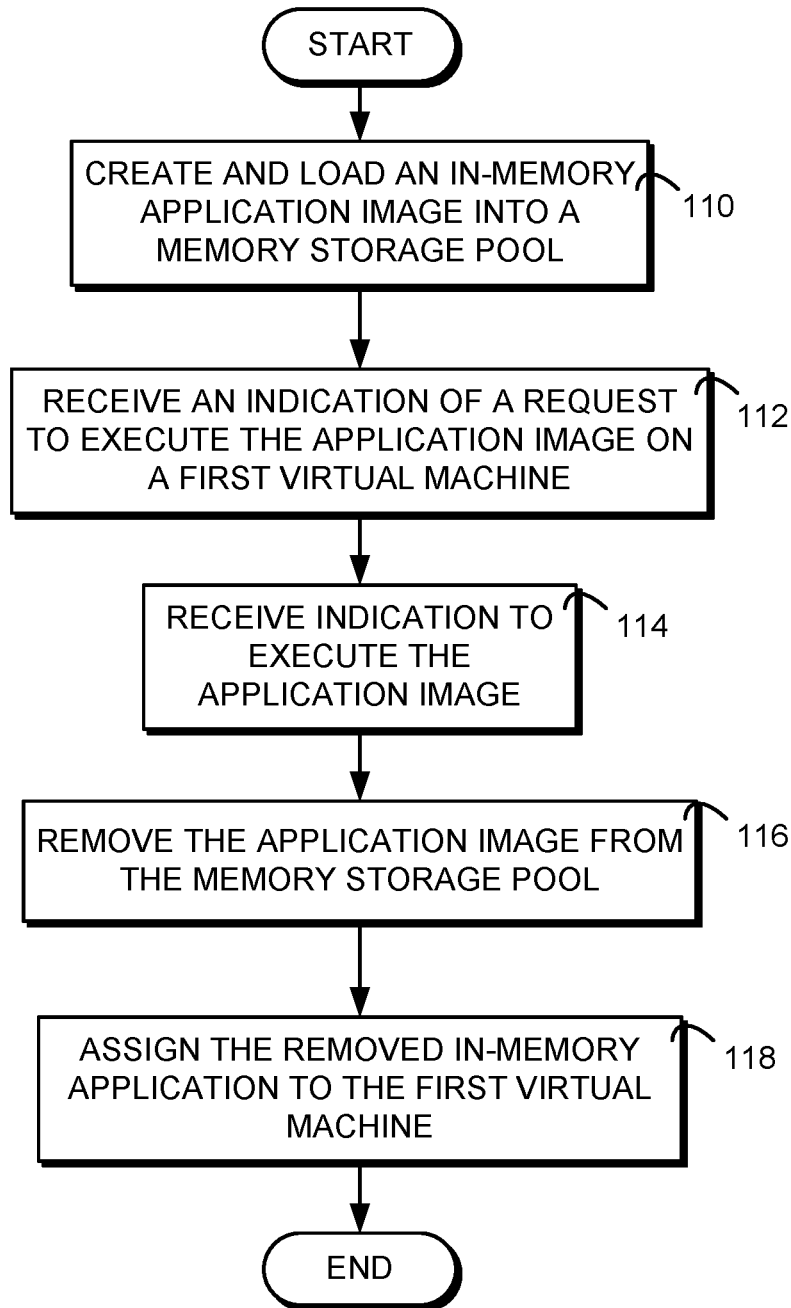 START
CREATE AND LOAD AN IN-MEMORY
APPLICATION IMAGE INTO A
MEMORY STORAGE POOL
110
RECEIVE AN INDICATION OF A REQUEST
TO EXECUTE THE APPLICATION IMAGE ON
A FIRST VIRTUAL MACHINE
112
RECEIVE INDICATION TO
EXECUTE THE
APPLICATION IMAGE
114
REMOVE THE APPLICATION IMAGE FROM
THE MEMORY STORAGE POOL
116
ASSIGN THE REMOVED IN-MEMORY
APPLICATION TO THE FIRST VIRTUAL
MACHINE
118
END